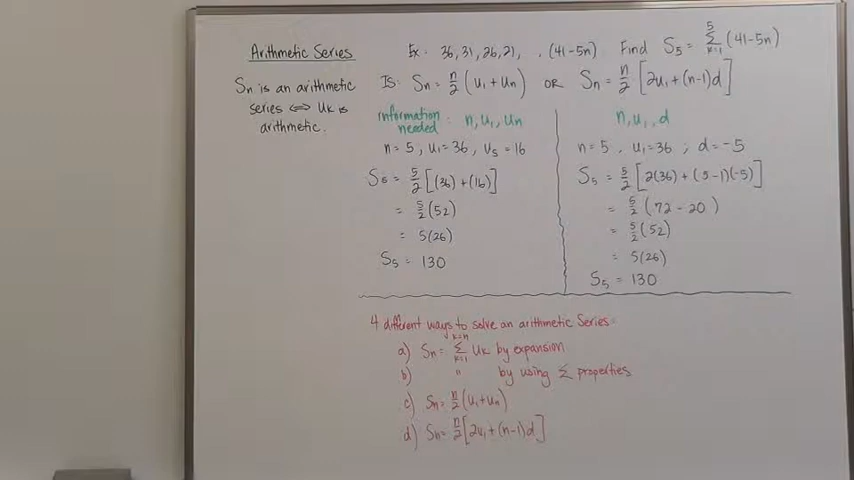 Arithmetic Series
Sn is an arithmetic
series ⇔ Uk is
arithmetic.
Ex: 36, 31, 26, 21, . . (41-5n) Find S₅ = ∑_{k=1}^{5} (41-5n)
IS: Sn = n/2 (U₁ + Un) OR Sn = n/2 [2U₁ + (n-1)d]
information needed : n, U₁, Un
n = 5 , U₁ = 36 , U₅ = 16
S₅ = 5/2 [(36) + (16)]
= 5/2 (52)
= 5(26)
S₅ = 130
n, U₁, d
n = 5 , U₁ = 36 ; d = -5
S₅ = 5/2 [2(36) + (5-1)(-5)]
= 5/2 (72 - 20)
= 5/2 (52)
= 5(26)
S₅ = 130
4 different ways to solve an arithmetic Series:
a) Sn = ∑_{k=1}^{k=n} Uk by expansion
b) " by using ∑ properties
c) Sn = n/2 (U₁ + Un)
d) Sn = n/2 [2U₁ + (n-1)d]